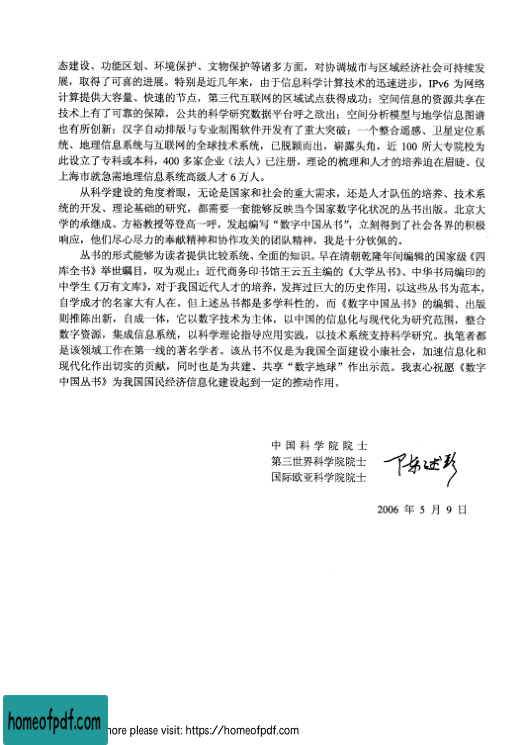 态建设、功能区划、环境保护、文物保护等诸多方面，对协调城市与区域经济社会可持续发
展，取得了可喜的进展。特别是近几年来，由于信息科学计算技术的迅速进步，IPv6 为网络
计算提供大容量、快速的节点，第三代互联网的区域试点获得成功；空间信息的资源共享在
技术上有了可靠的保障，公共的科学研究数据平台呼之欲出；空间分析模型与地学信息图谱
也有所创新；汉字自动排版与专业制图软件开发有了重大突破；一个整合遥感、卫星定位系
统、地理信息系统与互联网的全球技术系统，已脱颖而出，崭露头角，近 100 所大专院校为
此设立了专科或本科，400 多家企业（法人）已注册，理论的梳理和人才的培养迫在眉睫。仅
上海市就急需地理信息系统高级人才 6 万人。
从科学建设的角度着眼，无论是国家和社会的重大需求，还是人才队伍的培养、技术系
统的开发、理论基础的研究，都需要一套能够反映当今国家数字化状况的丛书出版。北京大
学的承继成、方裕教授等登高一呼，发起编写“数字中国丛书”，立刻得到了社会各界的积极
响应，他们尽心尽力的奉献精神和协作攻关的团队精神，我是十分钦佩的。
丛书的形式能够为读者提供比较系统、全面的知识。早在清朝乾隆年间编辑的国家级《四
库全书》举世瞩目，叹为观止；近代商务印书馆王云五主编的《大学丛书》、中华书局编印的
中学生《万有文库》，对于我国近代人才的培养，发挥过巨大的历史作用，以这些丛书为范本，
自学成才的名家大有人在。但上述丛书都是多学科性的，而《数字中国丛书》的编辑、出版
则推陈出新，自成一体，它以数字技术为主体，以中国的信息化与现代化为研究范围，整合
数字资源，集成信息系统，以科学理论指导应用实践，以技术系统支持科学研究。执笔者都
是该领域工作在第一线的著名学者。该丛书不仅是为我国全面建设小康社会，加速信息化和
现代化作出切实的贡献，同时也是为共建、共享“数字地球”作出示范。我衷心祝愿《数字
中国丛书》为我国国民经济信息化建设起到一定的推动作用。
中国科学院院士
第三世界科学院院士
国际欧亚科学院院士
陈述彭
2006 年 5 月 9 日
homeofpdf.com
more please visit: https://homeofpdf.com